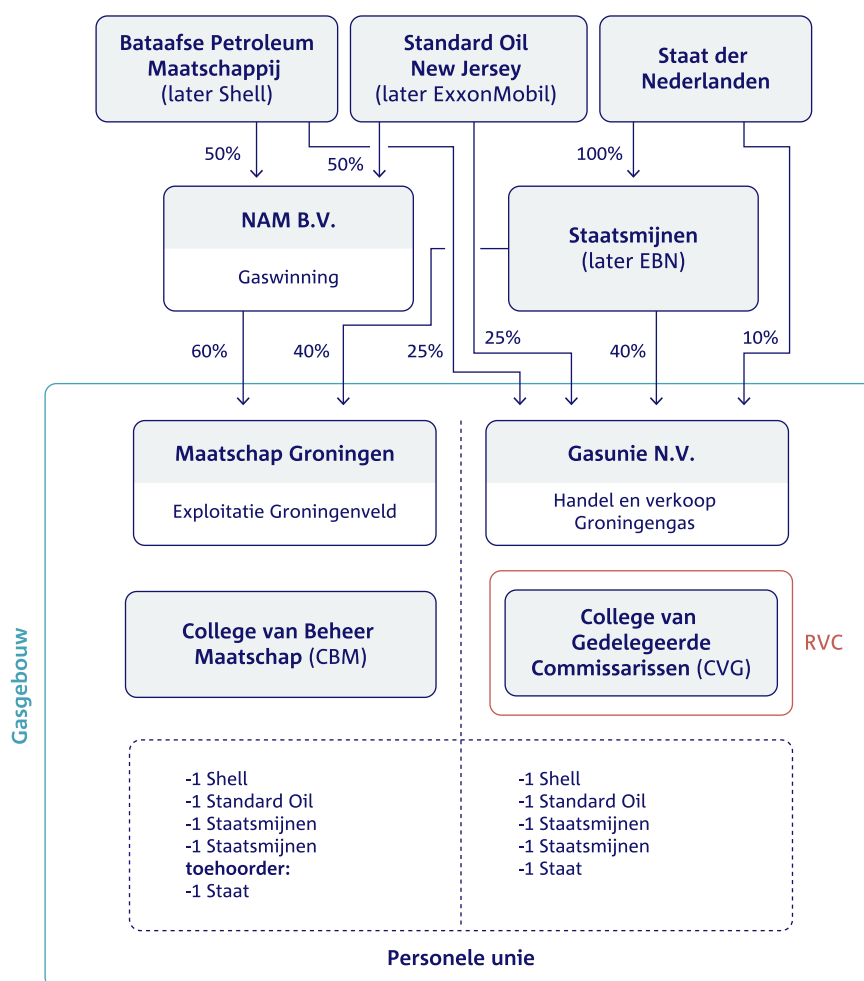 Bataafse Petroleum
Maatschappij
(later Shell)
Standard Oil
New Jersey
(later ExxonMobil)
Staat der
Nederlanden
50%
50%
100%
NAM B.V.
Gaswinning
Staatsmijnen
(later EBN)
60%
40%
25%
25%
40%
10%
Maatschap Groningen
Exploitatie Groningenveld
Gasunie N.V.
Handel en verkoop
Groningengas
College van Beheer
Maatschap (CBM)
College van
Gedelegeerde
Commissarissen (CVG)
RVC
Gasgebouw
-1 Shell
-1 Standard Oil
-1 Staatsmijnen
-1 Staatsmijnen
toehoorder:
-1 Staat
-1 Shell
-1 Standard Oil
-1 Staatsmijnen
-1 Staatsmijnen
-1 Staat
Personele unie